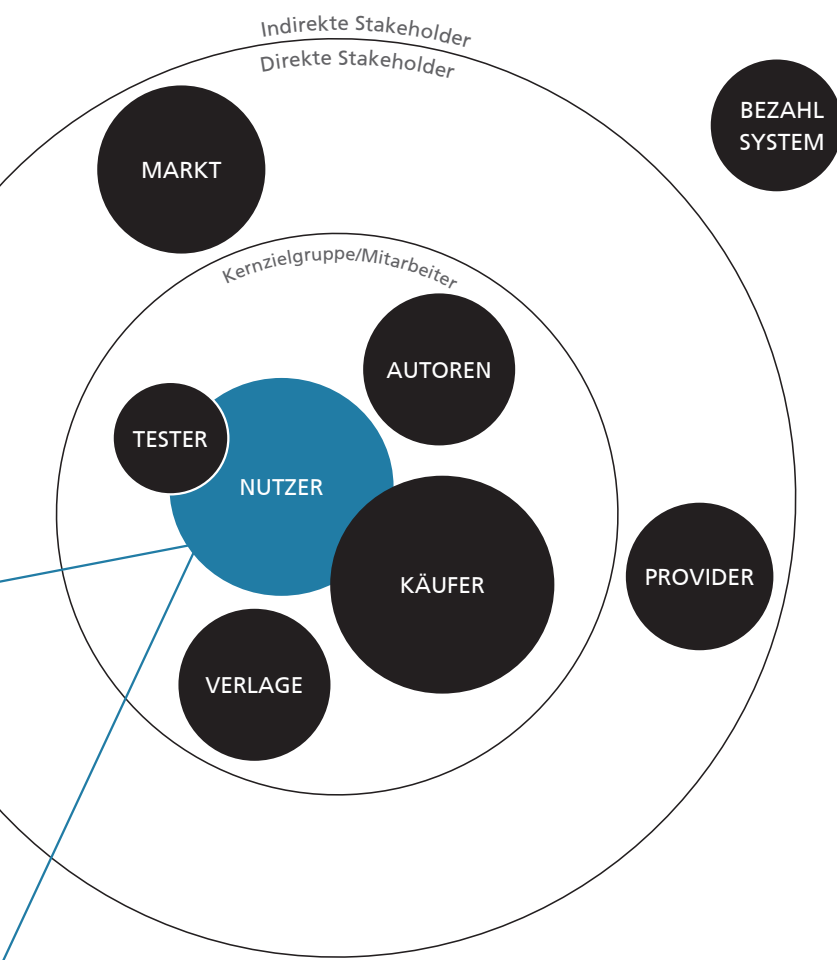 Indirekte Stakeholder
Direkte Stakeholder
BEZAHL
SYSTEM
MARKT
Kernzielgruppe/Mitarbeiter
AUTOREN
TESTER
NUTZER
KÄUFER
PROVIDER
VERLAGE